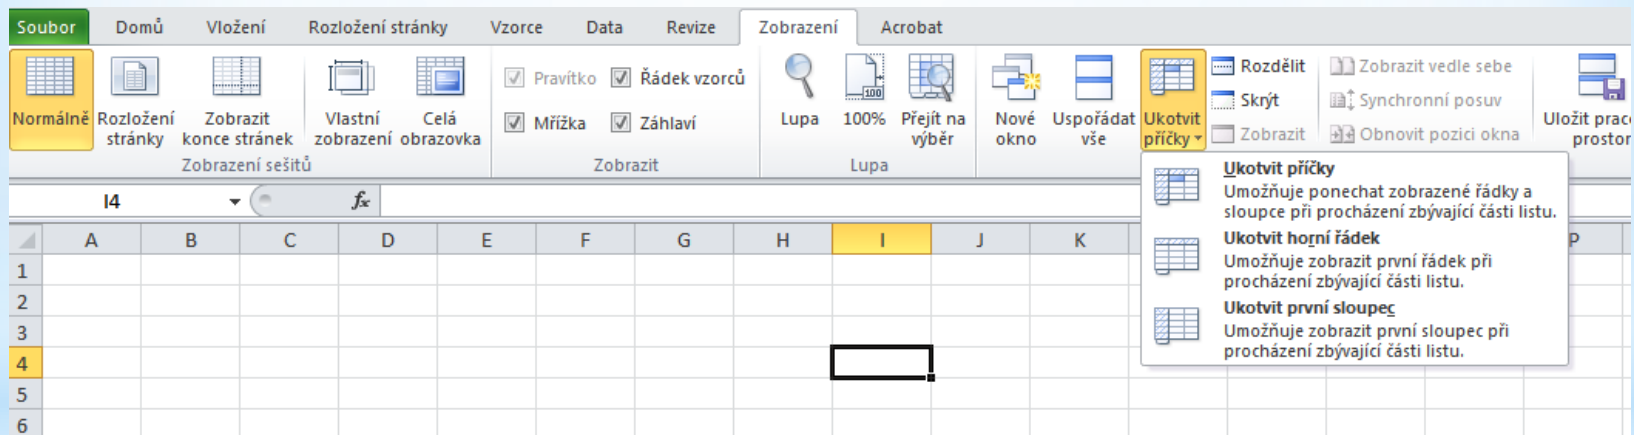 Soubor Domů Vložení Rozložení stránky Vzorce Data Revize Zobrazení Acrobat
Normálně
Rozložení
stránky
Zobrazit
konce stránek
Vlastní
zobrazení
Celá
obrazovka
Zobrazení sešitů
Pravítko
Řádek vzorců
Mřížka
Záhlaví
Zobrazit
Lupa
100%
100
Přejít na
výběr
Lupa
Nové
okno
Uspořádat
vše
Ukotvit
příčky
Rozdělit
Skrýt
Zobrazit
Zobrazit vedle sebe
Synchronní posuv
Obnovit pozici okna
Uložit
prostor
Ukotvit příčky
Umožňuje ponechat zobrazené řádky a
sloupce při procházení zbývající části listu.
Ukotvit horní řádek
Umožňuje zobrazit první řádek při
procházení zbývající části listu.
Ukotvit první sloupec
Umožňuje zobrazit první sloupec při
procházení zbývající části listu.
I4 fx
A B C D E F G H I J K P
1
2
3
4
5
6